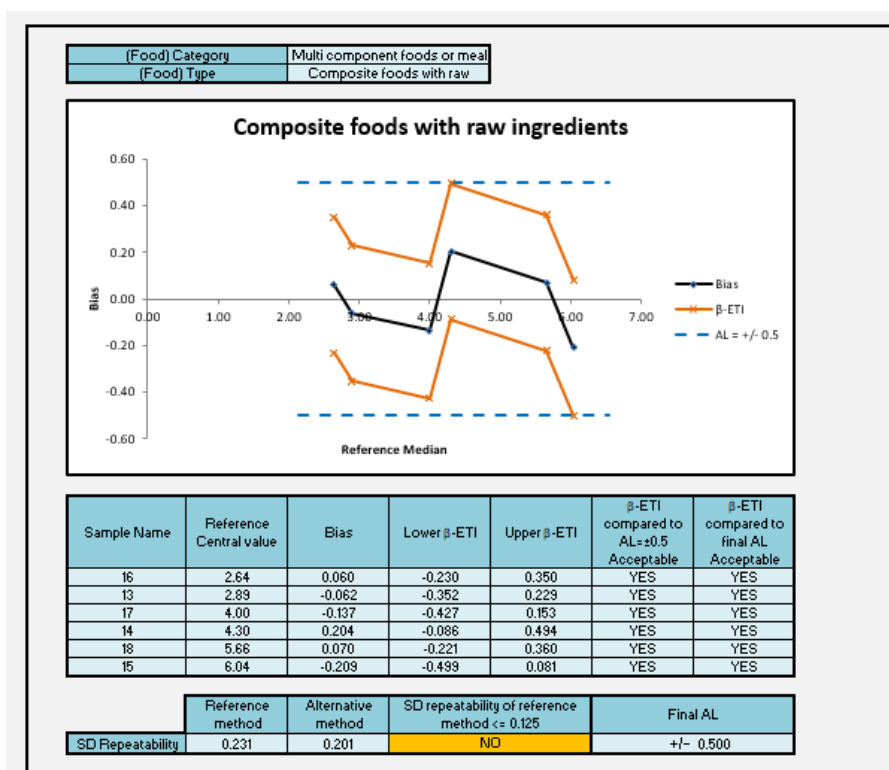 (Food) Category Multi component foods or meal
(Food) Type Composite foods with raw
Composite foods with raw ingredients
0.60
0.40
0.20
0.00
-0.20
-0.40
-0.60
Bias
0.00 1.00 2.00 3.00 4.00 5.00 6.00 7.00
Reference Median
Bias
β-ETI
AL = +/- 0.5
Sample Name Reference Central value Bias Lower β-ETI Upper β-ETI β-ETI compared to AL=±0.5 Acceptable β-ETI compared to final AL Acceptable
16 2.64 0.060 -0.230 0.350 YES YES
13 2.89 -0.062 -0.352 0.229 YES YES
17 4.00 -0.137 -0.427 0.153 YES YES
14 4.30 0.204 -0.086 0.494 YES YES
18 5.66 0.070 -0.221 0.360 YES YES
15 6.04 -0.209 -0.499 0.081 YES YES
Reference method Alternative method SD repeatability of reference method <= 0.125 Final AL
SD Repeatability 0.231 0.201 NO +/- 0.500